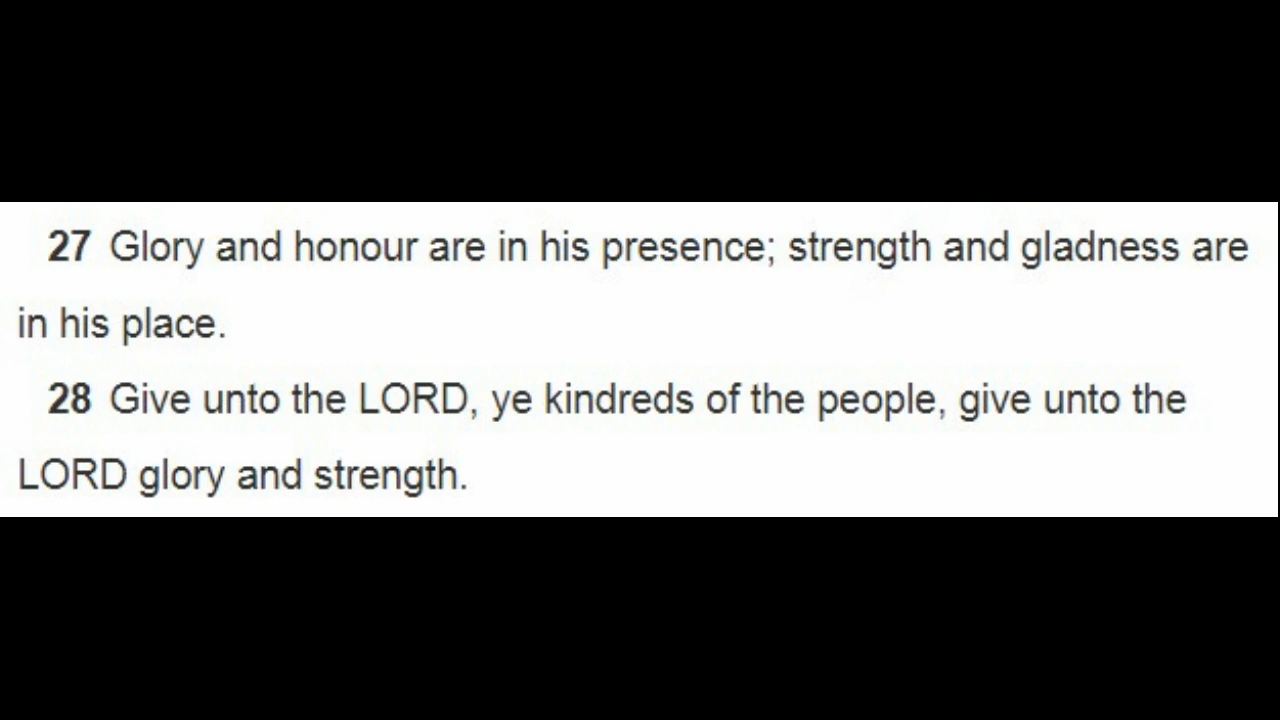 27 Glory and honour are in his presence; strength and gladness are
in his place.
28 Give unto the LORD, ye kindreds of the people, give unto the
LORD glory and strength.